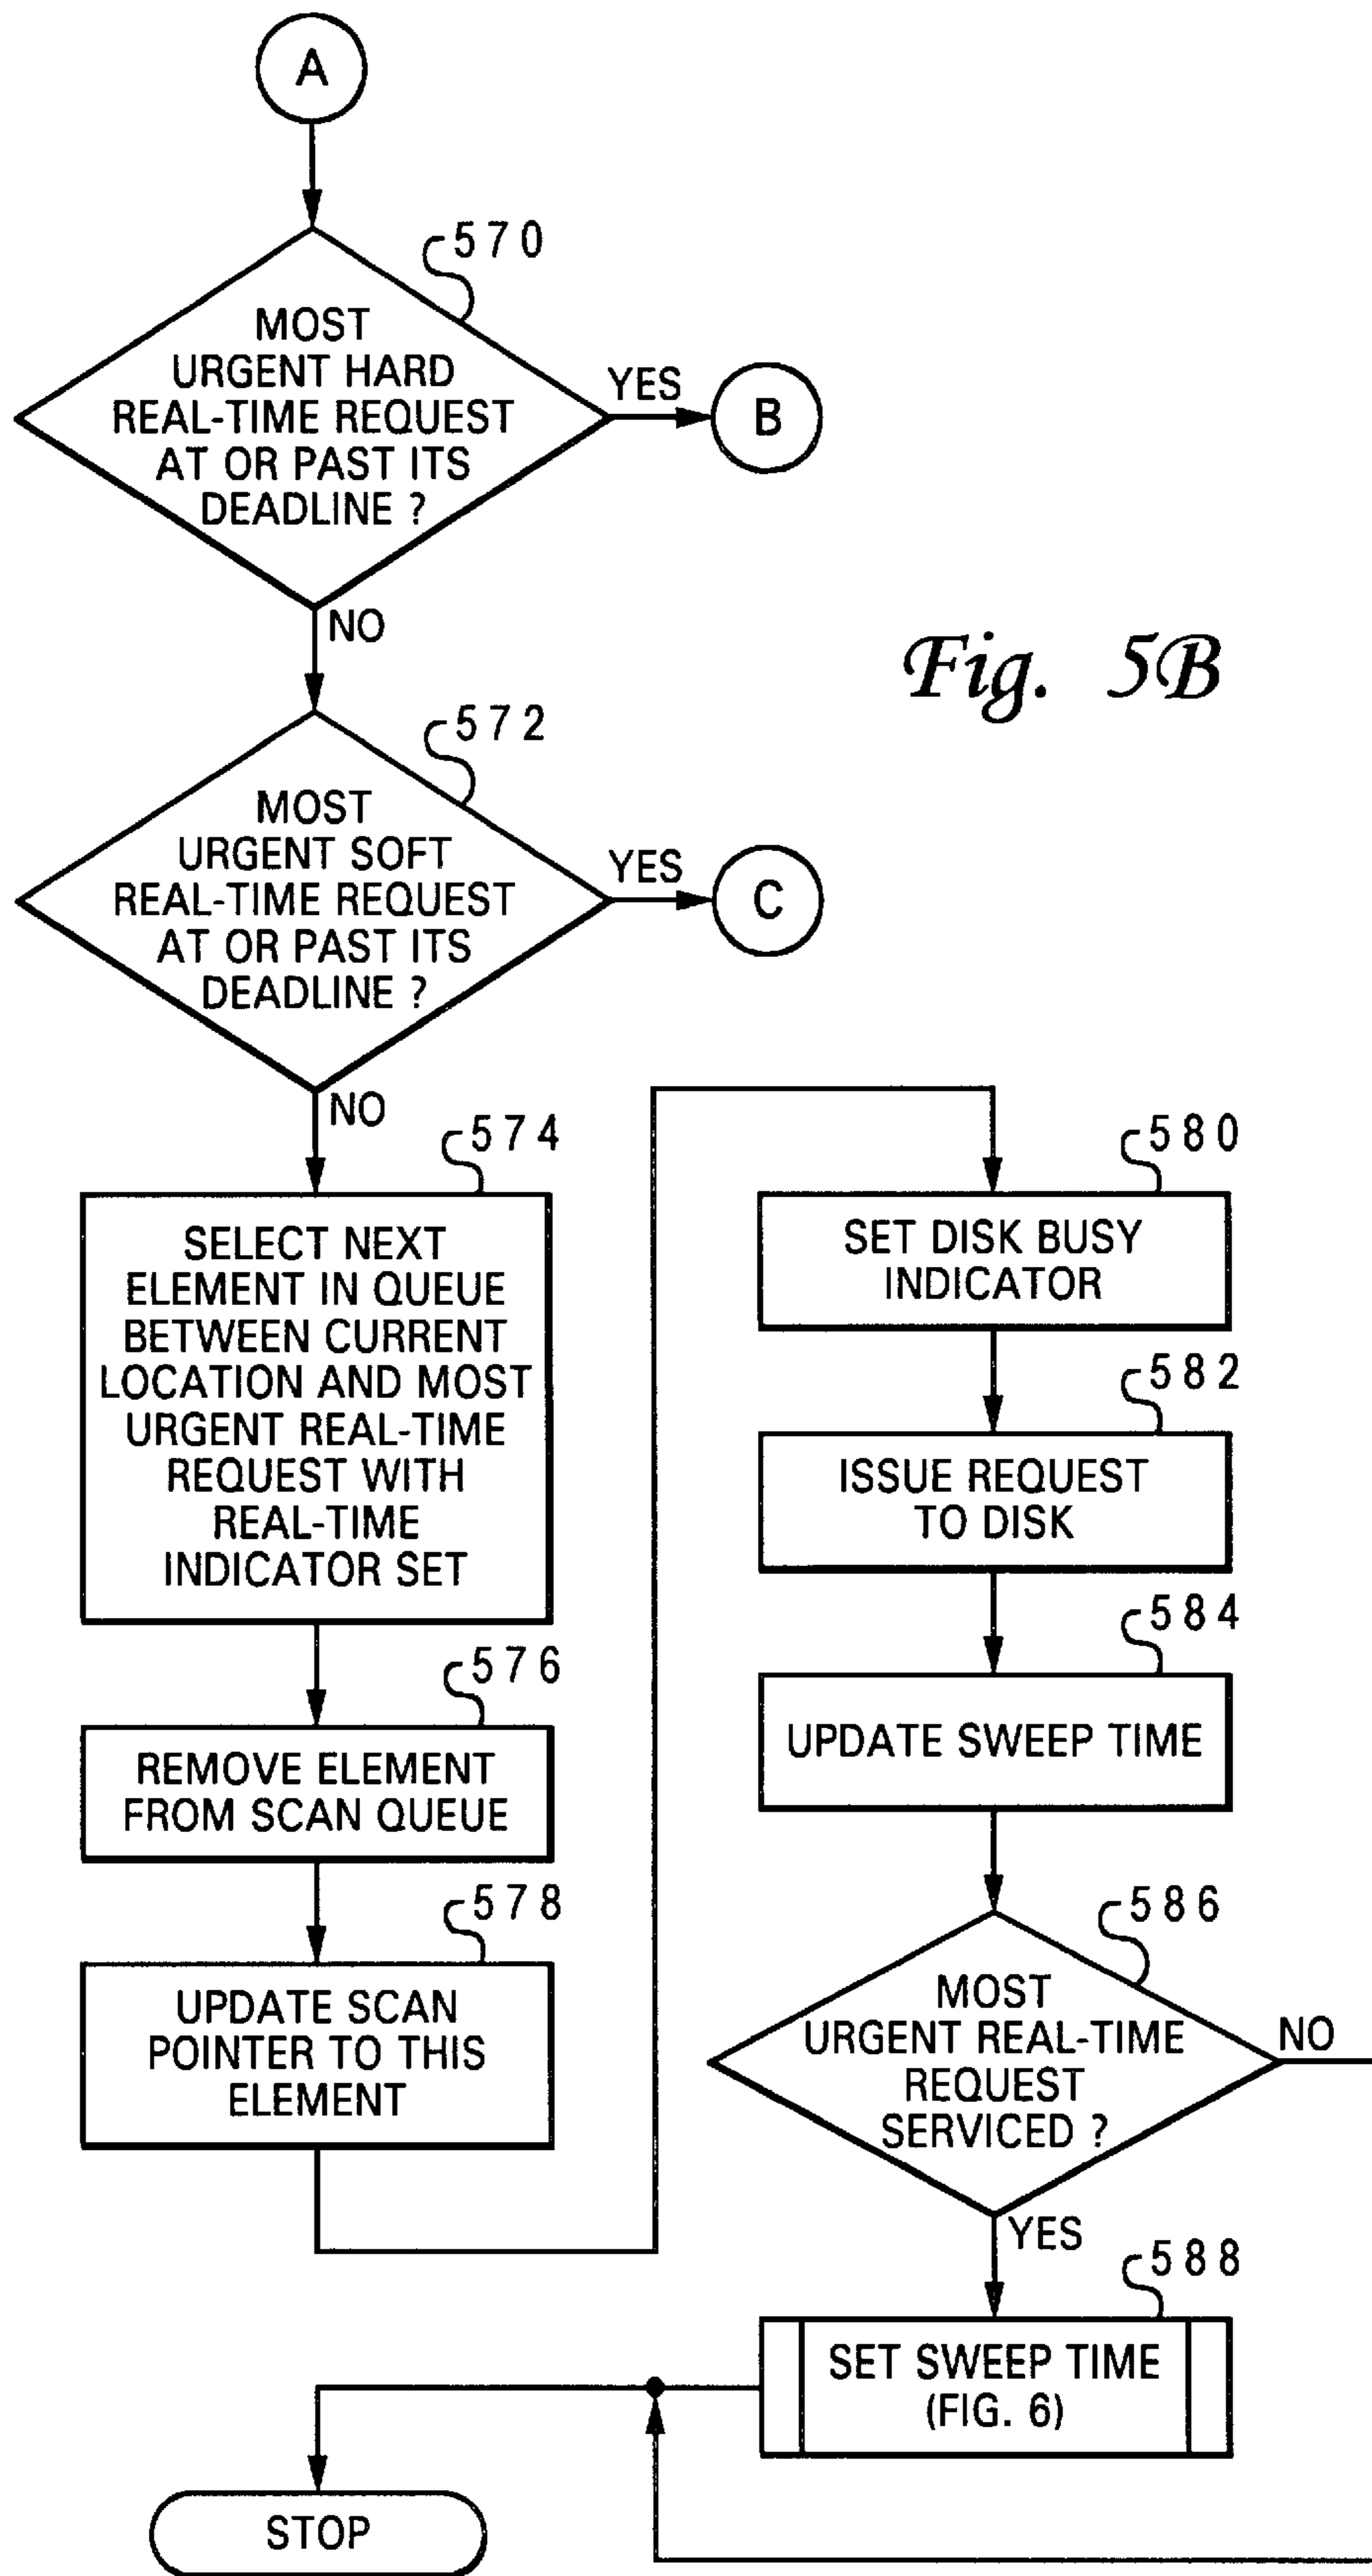 A
570
MOST
URGENT HARD
REAL-TIME REQUEST
AT OR PAST ITS
DEADLINE ?
YES
B
NO
Fig. 5B
572
MOST
URGENT SOFT
REAL-TIME REQUEST
AT OR PAST ITS
DEADLINE ?
YES
C
NO
574
SELECT NEXT
ELEMENT IN QUEUE
BETWEEN CURRENT
LOCATION AND MOST
URGENT REAL-TIME
REQUEST WITH
REAL-TIME
INDICATOR SET
576
REMOVE ELEMENT
FROM SCAN QUEUE
578
UPDATE SCAN
POINTER TO THIS
ELEMENT
580
SET DISK BUSY
INDICATOR
582
ISSUE REQUEST
TO DISK
584
UPDATE SWEEP TIME
586
MOST
URGENT REAL-TIME
REQUEST
SERVICED ?
NO
YES
588
SET SWEEP TIME
(FIG. 6)
STOP